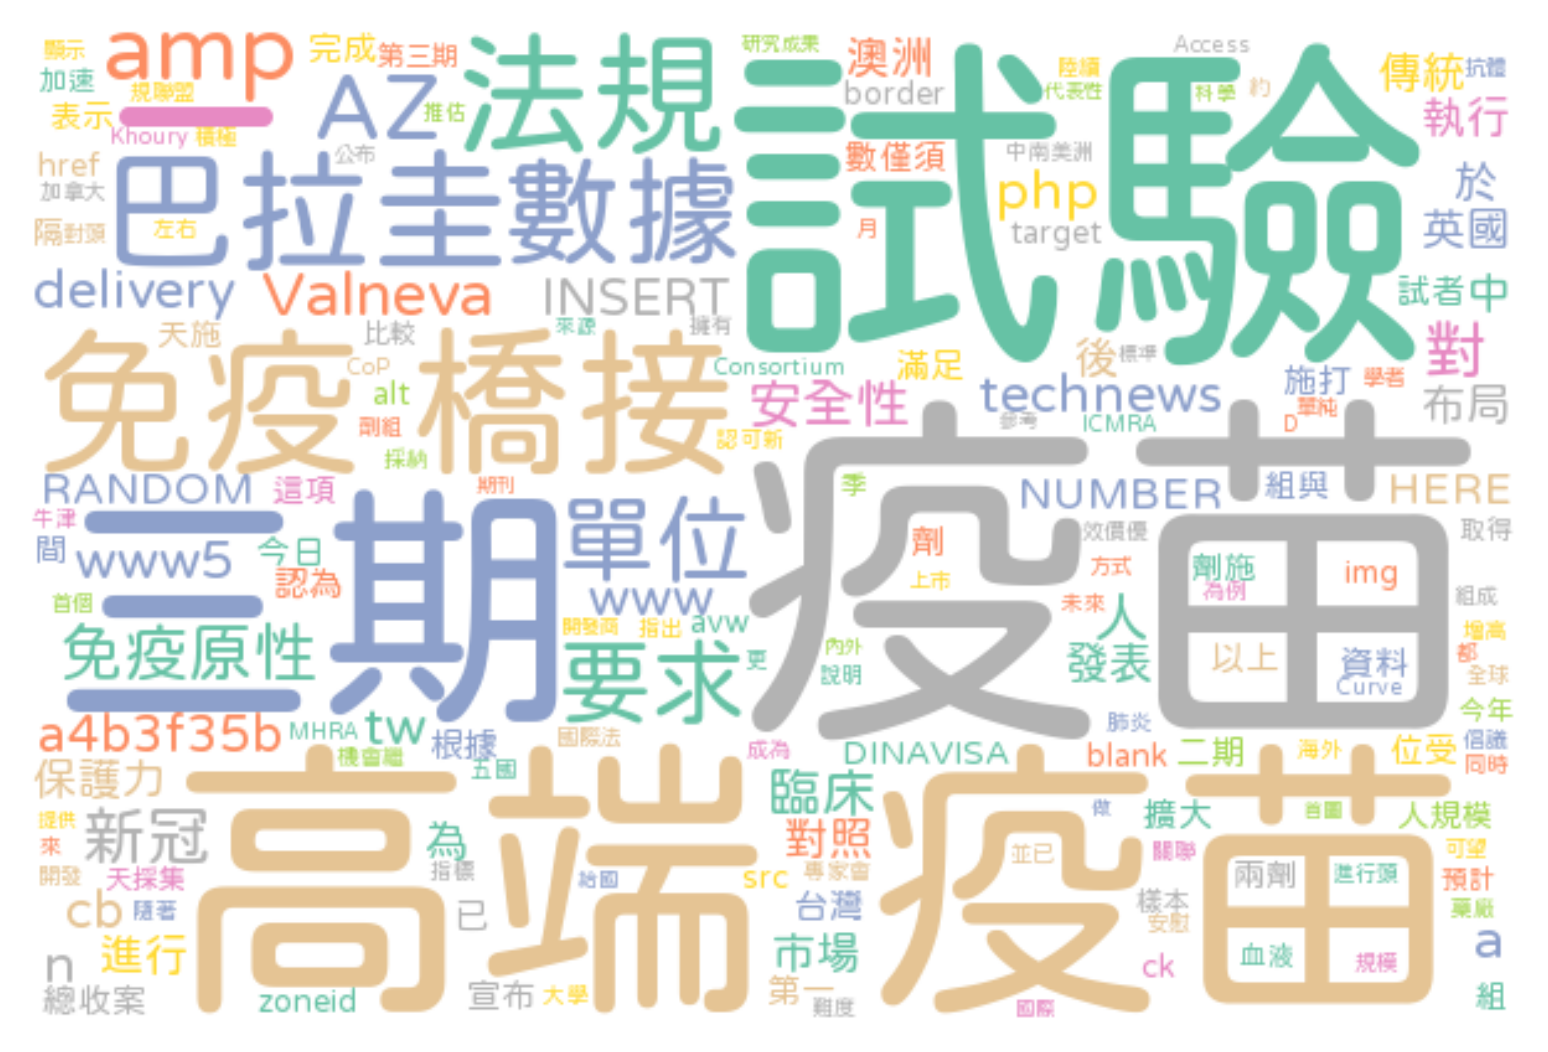 顯示
amp
完成
第三期
法規
研究成果
澳洲
Access
試驗
陸續
傳統
抗體
加速
規聯盟
AZ
推估
border
代表性
科學
約
表示
一
執行
Khoury
積極
href
公布
數僅須
中南美洲
於
加拿大
巴拉圭
數據
php
隔
對頭
左右
月
target
英國
delivery
Valneva
INSERT
試者中
天施
比較
來源
擁有
對
免疫
橋接
CoP
Consortium
滿足
後
標準
alt
安全性
technews
施打
學者
布局
劑組
參考
ICMRA
D
單純
採納
認可新
疫苗
RANDOM
這項
期刊
季
NUMBER
組與
HERE
牛津
三期
單位
劑
效價優
取得
間
www5
今日
上市
方式
劑施
img
認為
www
為例
首個
開發商
指出
avw
未來
人
組成
免疫原性
要求
更
內外
說明
發表
以上
資料
增高
都
全球
Curve
a4b3f35b
MHRA
tw
根據
國際法
成為
肺炎
今年
機會繼
五國
DINAVISA
blank
二期
海外
位受
倡議
同時
保護力
高端疫苗
臨床
做
擴大
首圖
人規模
提供
新冠
為
對照
來
指標
專家會
並已
關聯
可望
開發
天採集
給國
src
兩劑
進行頭
預計
cb
隨著
已
台灣
樣本
安慰
藥廠
n
進行
市場
血液
規模
a
ck
總收案
zoneid
宣布
大學
第一
難度
國際
組